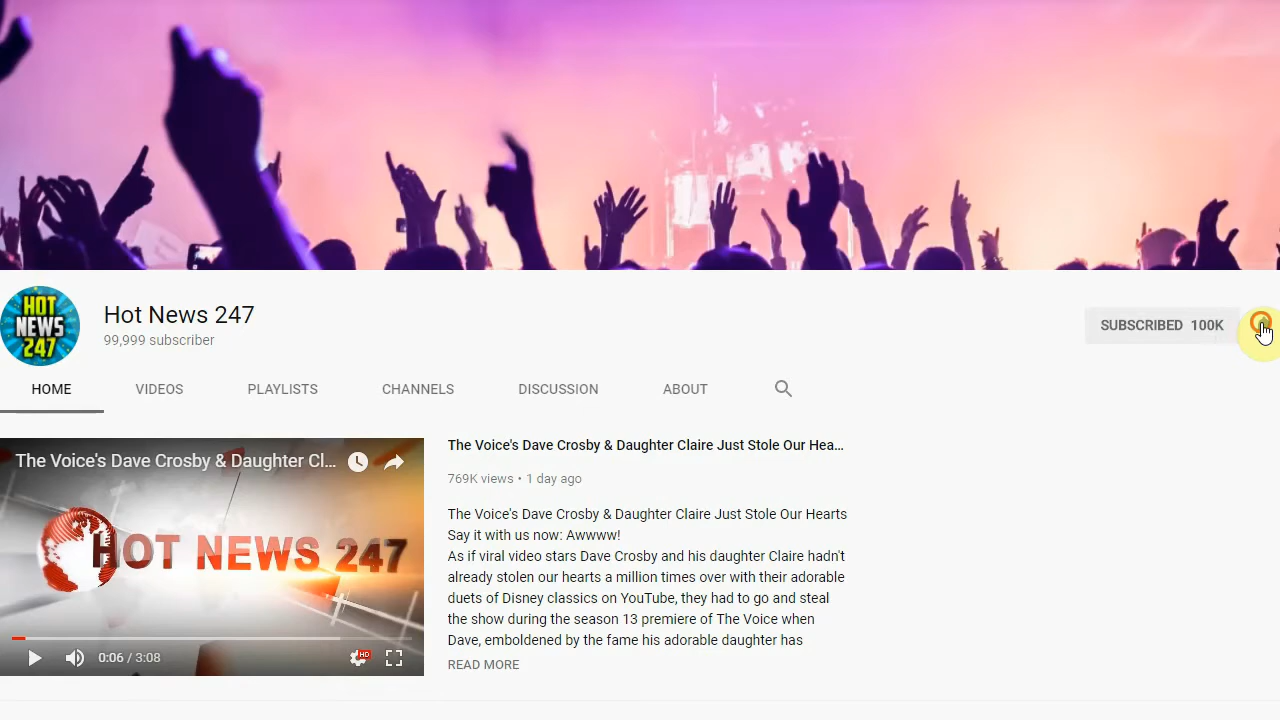 HOT
NEWS
247
Hot News 247
99,999 subscriber
SUBSCRIBED 100K
HOME VIDEOS PLAYLISTS CHANNELS DISCUSSION ABOUT
The Voice's Dave Crosby & Daughter Cl...
HOT NEWS 247
0:06 / 3:08
HD
The Voice's Dave Crosby & Daughter Claire Just Stole Our Hea...
769K views • 1 day ago
The Voice's Dave Crosby & Daughter Claire Just Stole Our Hearts
Say it with us now: Awwww!
As if viral video stars Dave Crosby and his daughter Claire hadn't
already stolen our hearts a million times over with their adorable
duets of Disney classics on YouTube, they had to go and steal
the show during the season 13 premiere of The Voice when
Dave, emboldened by the fame his adorable daughter has
READ MORE